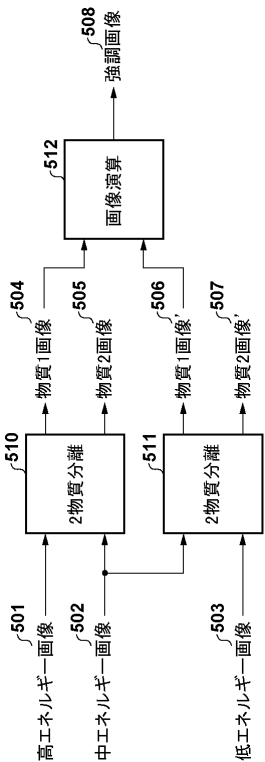 501
高エネルギー画像
502
中エネルギー画像
503
低エネルギー画像
510
2物質分離
511
2物質分離
504
物質1画像
505
物質2画像
506
物質1画像'
507
物質2画像'
512
画像演算
508
強調画像